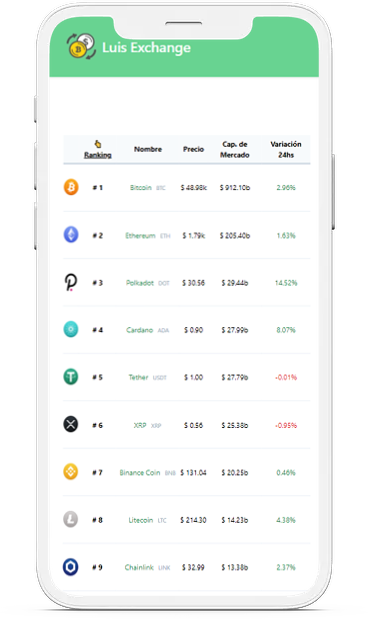 Luis Exchange
Ranking Nombre Precio Cap. de Mercado Variación 24hs
# 1 Bitcoin BTC $ 48.98k $ 912.10b 2.96%
# 2 Ethereum ETH $ 1.79k $ 205.40b 1.63%
# 3 Polkadot DOT $ 30.56 $ 29.44b 14.52%
# 4 Cardano ADA $ 0.90 $ 27.99b 8.07%
# 5 Tether USDT $ 1.00 $ 27.79b -0.01%
# 6 XRP XRP $ 0.56 $ 25.38b -0.95%
# 7 Binance Coin BNB $ 131.04 $ 20.25b 0.46%
# 8 Litecoin LTC $ 214.30 $ 14.23b 4.38%
# 9 Chainlink LINK $ 32.99 $ 13.38b 2.37%